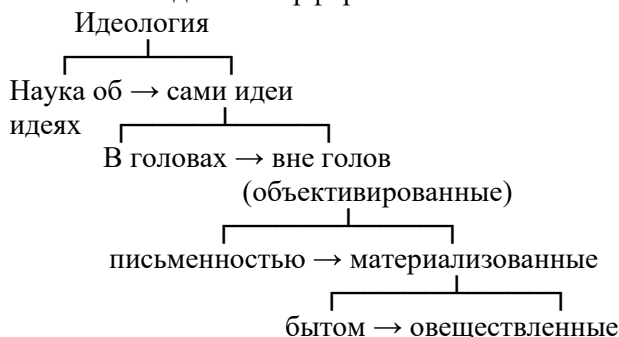 Идеология
Наука об → сами идеи
идеях
В головах → вне голов
(объективированные)
письменностью → материализованные
бытом → овеществленные